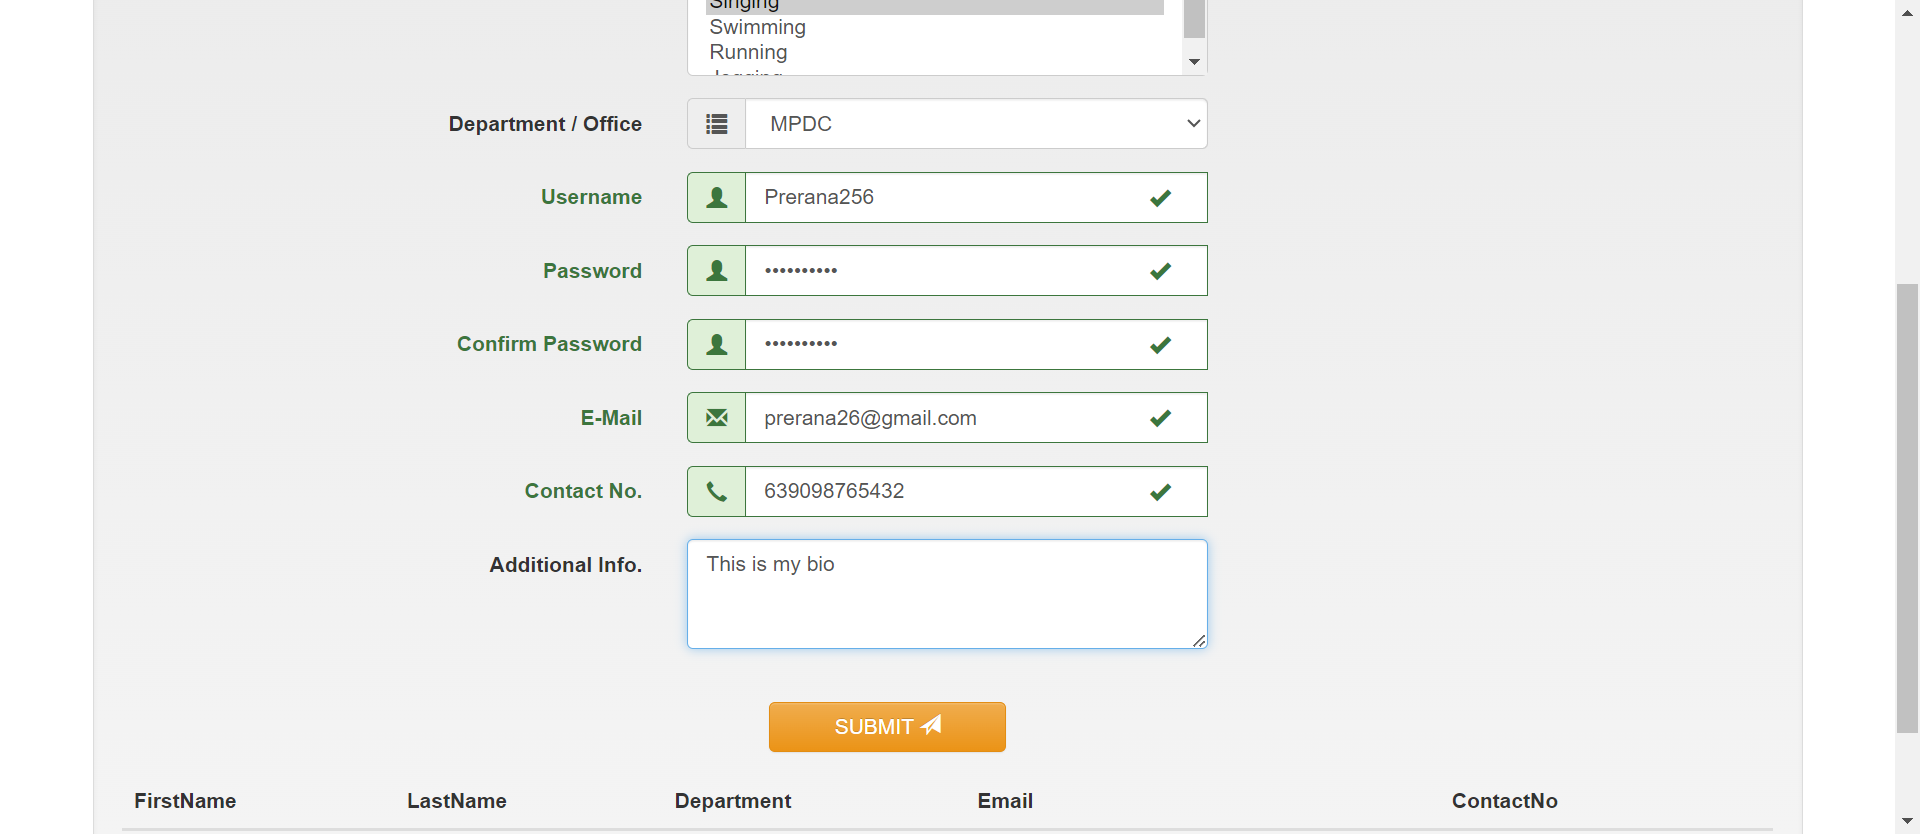 Singing
Swimming
Running
Jogging
Department / Office
MPDC
Username
Prerana256
Password
••••••••••
Confirm Password
••••••••••
E-Mail
prerana26@gmail.com
Contact No.
639098765432
Additional Info.
This is my bio
SUBMIT
FirstName LastName Department Email ContactNo